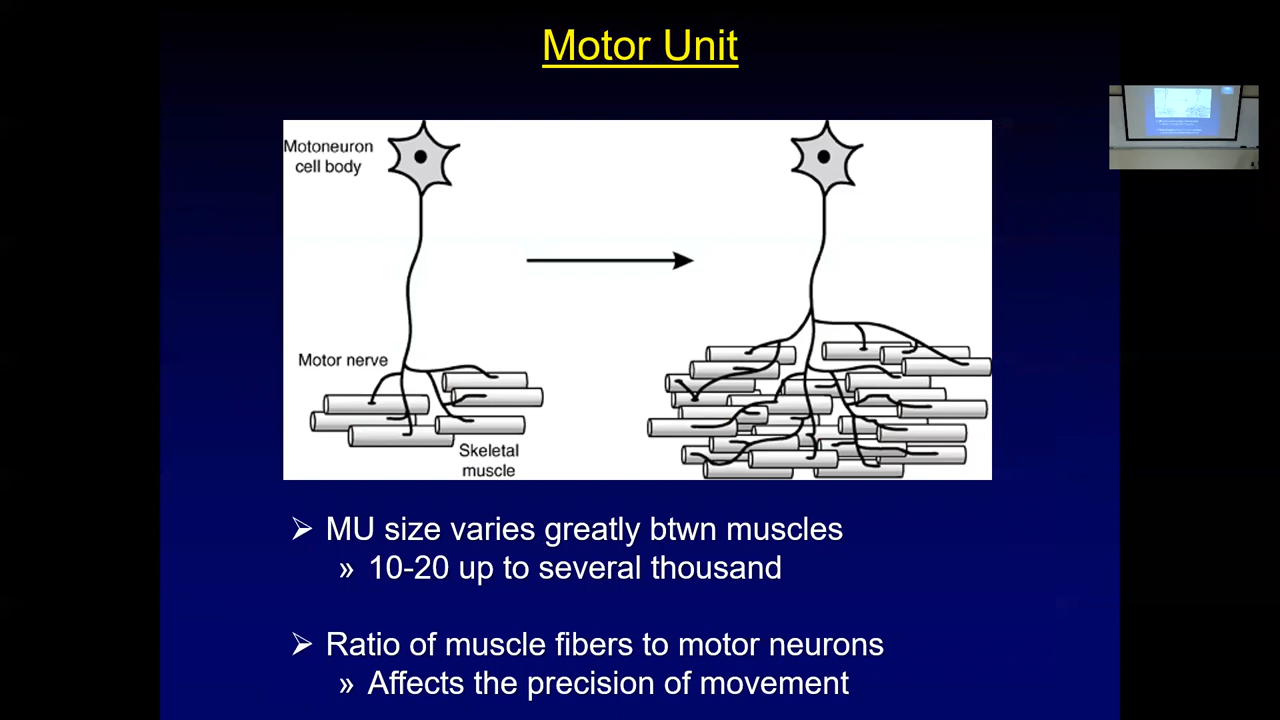 Motor Unit
Motoneuron
cell body
Motor nerve
Skeletal
muscle
➢ MU size varies greatly btwn muscles
» 10-20 up to several thousand
➢ Ratio of muscle fibers to motor neurons
» Affects the precision of movement